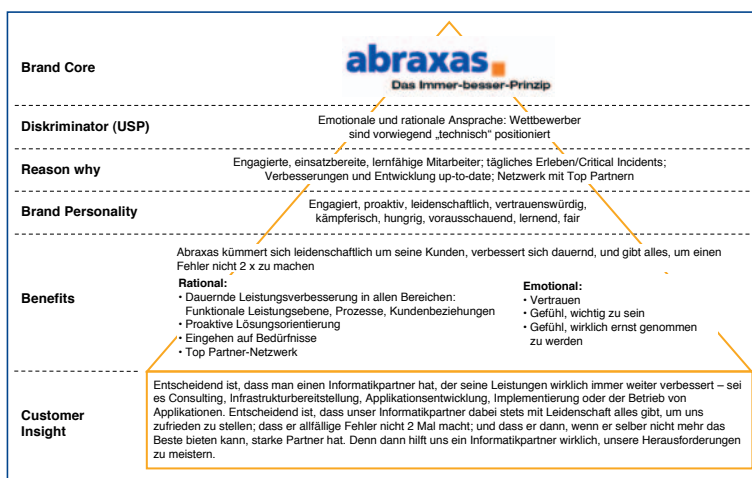 Brand Core
abraxas
Das Immer-besser-Prinzip
Diskriminator (USP)
Emotionale und rationale Ansprache: Wettbewerber
sind vorwiegend „technisch“ positioniert
Reason why
Engagierte, einsatzbereite, lernfähige Mitarbeiter; tägliches Erleben/Critical Incidents;
Verbesserungen und Entwicklung up-to-date; Netzwerk mit Top Partnern
Brand Personality
Engagiert, proaktiv, leidenschaftlich, vertrauenswürdig,
kämpferisch, hungrig, vorausschauend, lernend, fair
Benefits
Abraxas kümmert sich leidenschaftlich um seine Kunden, verbessert sich dauernd, und gibt alles, um einen
Fehler nicht 2 x zu machen
Rational:
• Dauernde Leistungsverbesserung in allen Bereichen:
Funktionale Leistungsebene, Prozesse, Kundenbeziehungen
• Proaktive Lösungsorientierung
• Eingehen auf Bedürfnisse
• Top Partner-Netzwerk
Emotional:
• Vertrauen
• Gefühl, wichtig zu sein
• Gefühl, wirklich ernst genommen
zu werden
Customer
Insight
Entscheidend ist, dass man einen Informatikpartner hat, der seine Leistungen wirklich immer weiter verbessert – sei
es Consulting, Infrastrukturbereitstellung, Applikationsentwicklung, Implementierung oder der Betrieb von
Applikationen. Entscheidend ist, dass unser Informatikpartner dabei stets mit Leidenschaft alles gibt, um uns
zufrieden zu stellen; dass er allfällige Fehler nicht 2 Mal macht; und dass er dann, wenn er selber nicht mehr das
Beste bieten kann, starke Partner hat. Denn dann hilft uns ein Informatikpartner wirklich, unsere Herausforderungen
zu meistern.